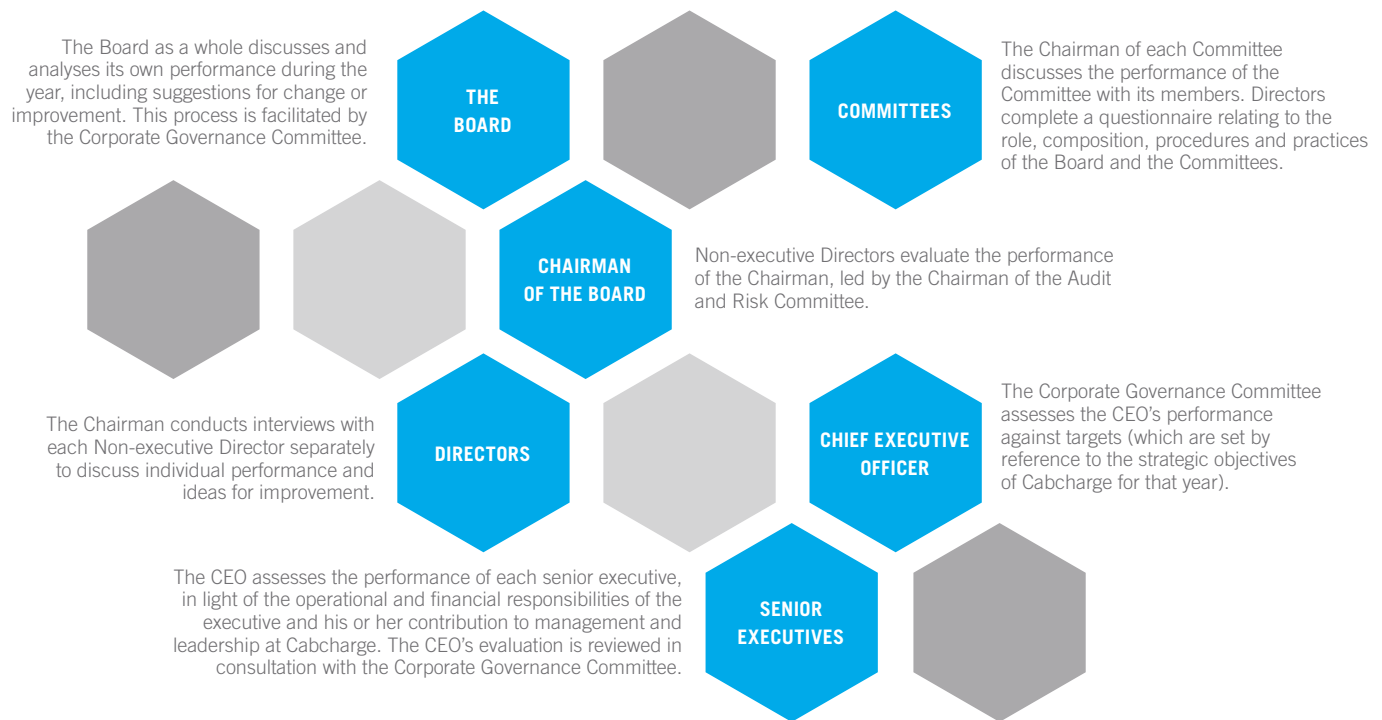 The Board as a whole discusses and
analyses its own performance during the
year, including suggestions for change or
improvement. This process is facilitated by
the Corporate Governance Committee.
THE
BOARD
COMMITTEES
The Chairman of each Committee
discusses the performance of the
Committee with its members. Directors
complete a questionnaire relating to the
role, composition, procedures and practices
of the Board and the Committees.
CHAIRMAN
OF THE BOARD
Non-executive Directors evaluate the performance
of the Chairman, led by the Chairman of the Audit
and Risk Committee.
The Chairman conducts interviews with
each Non-executive Director separately
to discuss individual performance and
ideas for improvement.
DIRECTORS
CHIEF EXECUTIVE
OFFICER
The Corporate Governance Committee
assesses the CEO's performance
against targets (which are set by
reference to the strategic objectives
of Cabcharge for that year).
The CEO assesses the performance of each senior executive,
in light of the operational and financial responsibilities of the
executive and his or her contribution to management and
leadership at Cabcharge. The CEO's evaluation is reviewed in
consultation with the Corporate Governance Committee.
SENIOR
EXECUTIVES